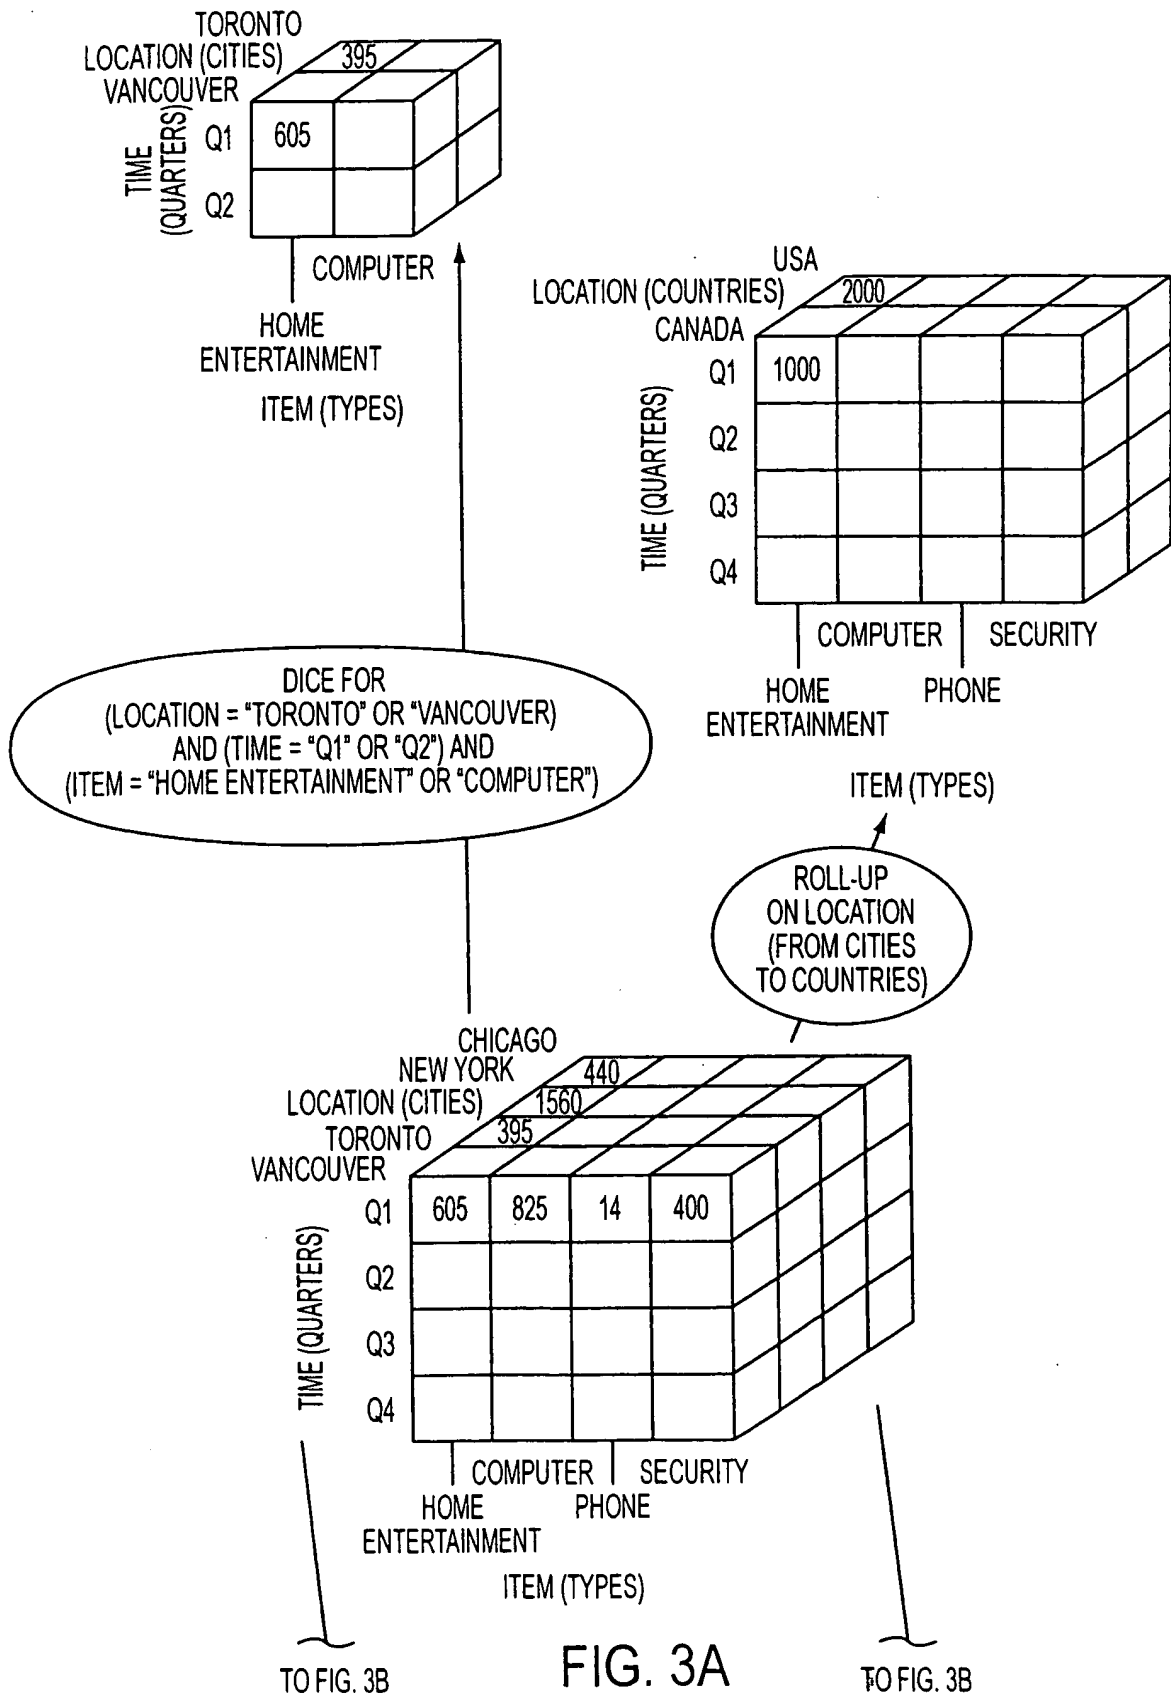 TORONTO
LOCATION (CITIES)
VANCOUVER
395
TIME
(QUARTERS)
Q1
605
Q2
COMPUTER
HOME
ENTERTAINMENT
ITEM (TYPES)
USA
LOCATION (COUNTRIES)
CANADA
2000
TIME (QUARTERS)
Q1
1000
Q2
Q3
Q4
COMPUTER SECURITY
HOME
ENTERTAINMENT
PHONE
ITEM (TYPES)
DICE FOR
(LOCATION = "TORONTO" OR "VANCOUVER)
AND (TIME = "Q1" OR "Q2") AND
(ITEM = "HOME ENTERTAINMENT" OR "COMPUTER")
ROLL-UP
ON LOCATION
(FROM CITIES
TO COUNTRIES)
CHICAGO
NEW YORK
LOCATION (CITIES)
TORONTO
VANCOUVER
440
1560
395
TIME (QUARTERS)
Q1 605 825 14 400
Q2
Q3
Q4
COMPUTER SECURITY
HOME
ENTERTAINMENT
PHONE
ITEM (TYPES)
TO FIG. 3B
FIG. 3A
TO FIG. 3B